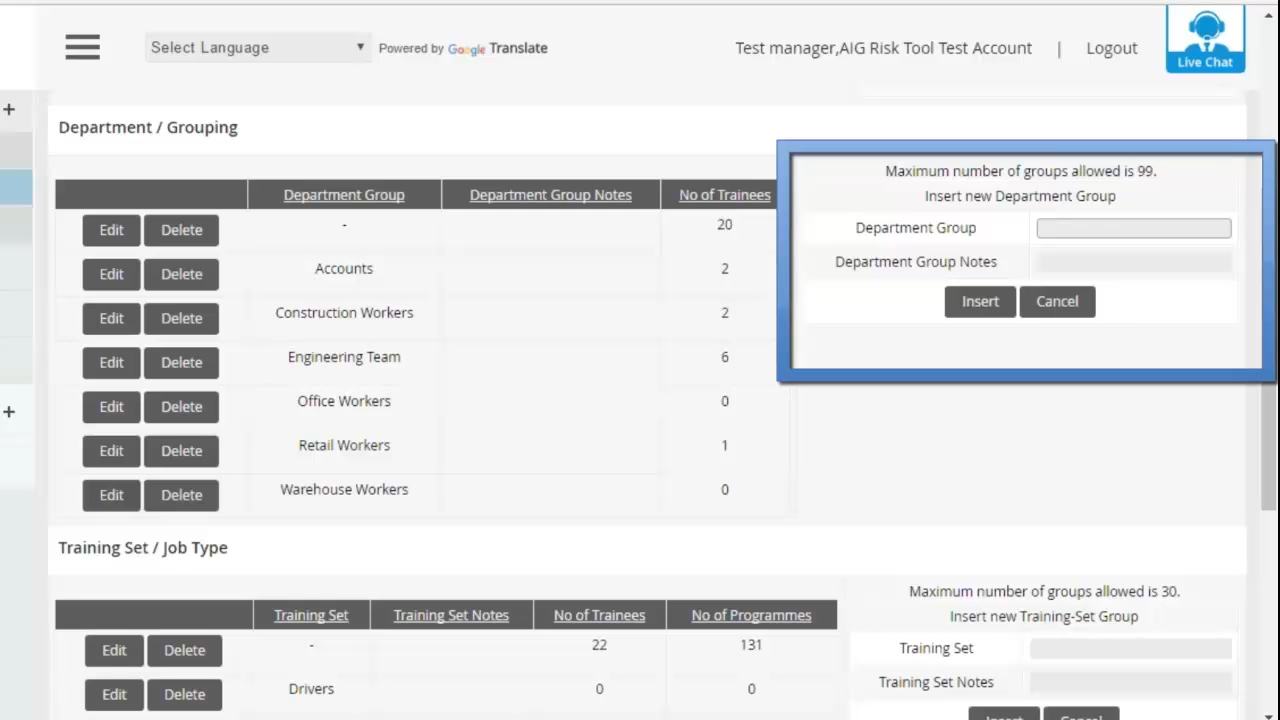 Select Language ▼ Powered by Google Translate Test manager,AIG Risk Tool Test Account | Logout
Live Chat
+
Department / Grouping
Maximum number of groups allowed is 99.
Insert new Department Group
Department Group
Department Group Notes
Insert Cancel
Department Group Department Group Notes No of Trainees
Edit Delete - 20
Edit Delete Accounts 2
Edit Delete Construction Workers 2
Edit Delete Engineering Team 6
Edit Delete Office Workers 0
+
Edit Delete Retail Workers 1
Edit Delete Warehouse Workers 0
Training Set / Job Type
Maximum number of groups allowed is 30.
Insert new Training-Set Group
Training Set
Training Set Notes
Insert Cancel
Training Set Training Set Notes No of Trainees No of Programmes
Edit Delete - 22 131
Edit Delete Drivers 0 0